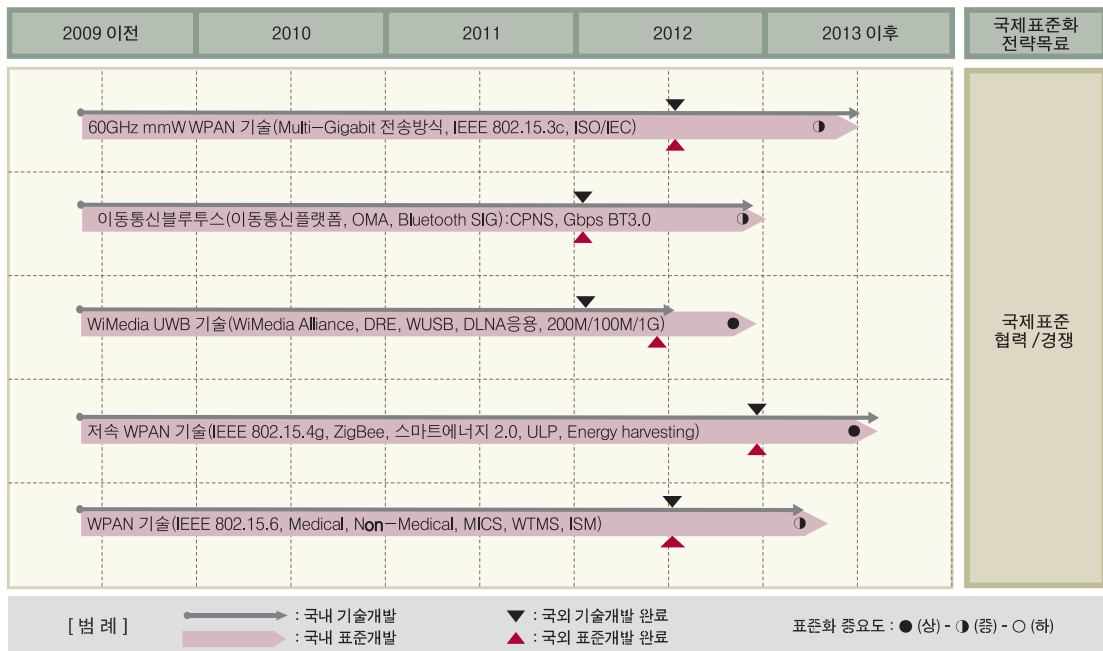 2009 이전
2010
2011
2012
2013 이후
국제표준화
전략목표
60GHz mmW WPAN 기술(Multi-Gigabit 전송방식, IEEE 802.15.3c, ISO/IEC)
이동통신블루투스(이동통신플랫폼, OMA, Bluetooth SIG):CPNS, Gbps BT3.0
WiMedia UWB 기술(WiMedia Alliance, DRE, WUSB, DLNA응용, 200M/100M/1G)
저속 WPAN 기술(IEEE 802.15.4g, ZigBee, 스마트에너지 2.0, ULP, Energy harvesting)
WPAN 기술(IEEE 802.15.6, Medical, Non-Medical, MICS, WTMS, ISM)
국제표준
협력/경쟁
[범 례]
: 국내 기술개발
: 국내 표준개발
▼ : 국외 기술개발 완료
▲ : 국외 표준개발 완료
표준화 중요도 : ● (상) - ◑ (중) - ○ (하)